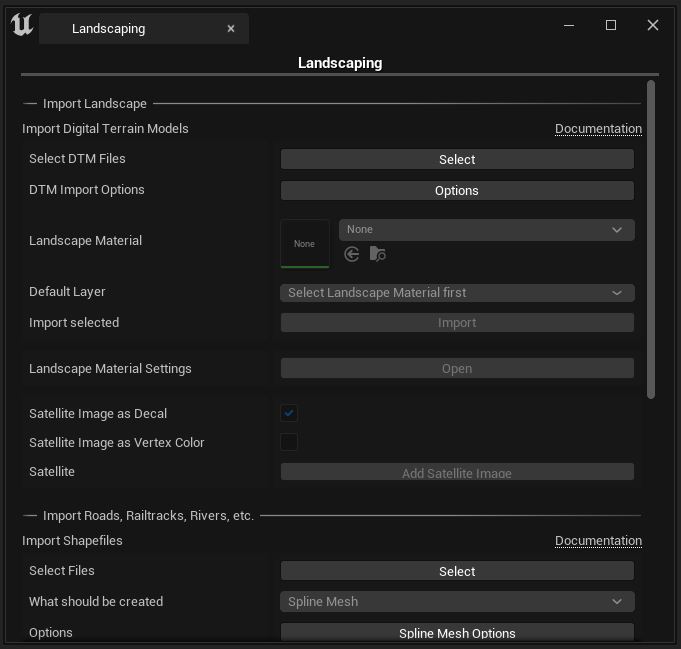 Landscaping
Landscaping
Import Landscape
Import Digital Terrain Models Documentation
Select DTM Files Select
DTM Import Options Options
Landscape Material None None
Default Layer Select Landscape Material first
Import selected Import
Landscape Material Settings Open
Satellite Image as Decal
Satellite Image as Vertex Color
Satellite Add Satellite Image
Import Roads, Railtracks, Rivers, etc.
Import Shapefiles Documentation
Select Files Select
What should be created Spline Mesh
Options Spline Mesh Options